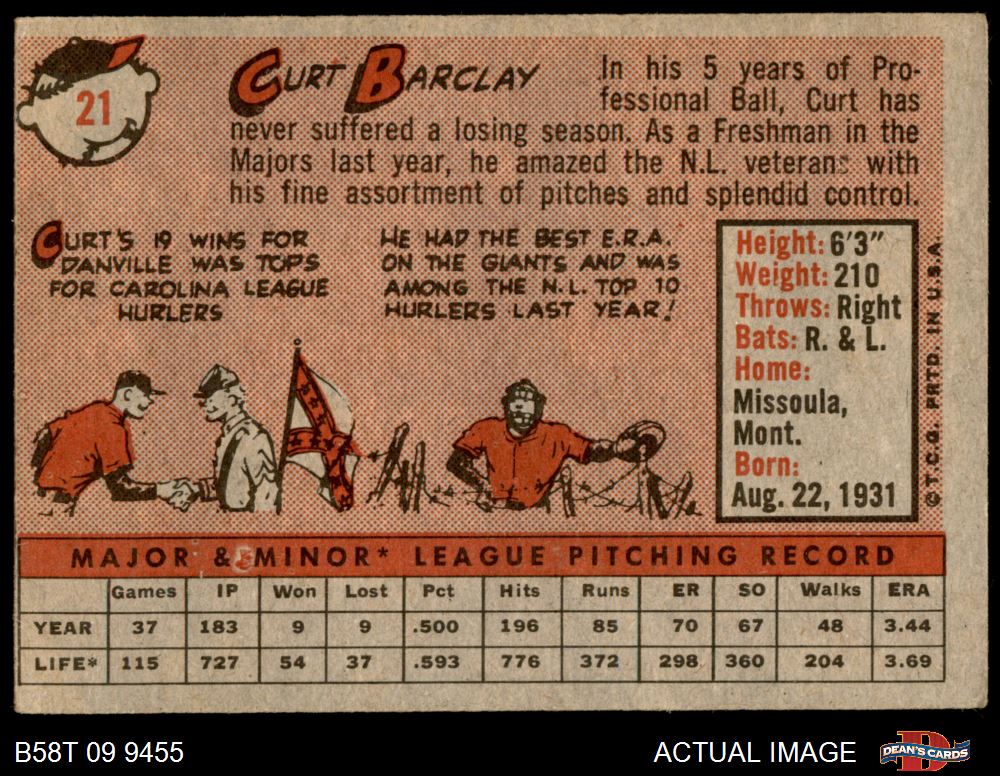 21
CURT BARCLAY
In his 5 years of Pro-
fessional Ball, Curt has
never suffered a losing season. As a Freshman in the
Majors last year, he amazed the N.L. veterans with
his fine assortment of pitches and splendid control.
CURT'S 19 WINS FOR
DANVILLE WAS TOPS
FOR CAROLINA LEAGUE
HURLERS
HE HAD THE BEST E.R.A.
ON THE GIANTS AND WAS
AMONG THE N.L. TOP 10
HURLERS LAST YEAR!
Height: 6'3"
Weight: 210
Throws: Right
Bats: R. & L.
Home:
Missoula,
Mont.
Born:
Aug. 22, 1931
© T.C.G. PRTD. IN U.S.A.
MAJOR & MINOR* LEAGUE PITCHING RECORD
Games IP Won Lost Pct Hits Runs ER SO Walks ERA
YEAR 37 183 9 9 .500 196 85 70 67 48 3.44
LIFE* 115 727 54 37 .593 776 372 298 360 204 3.69
B58T 09 9455
ACTUAL IMAGE
DEAN'S CARDS